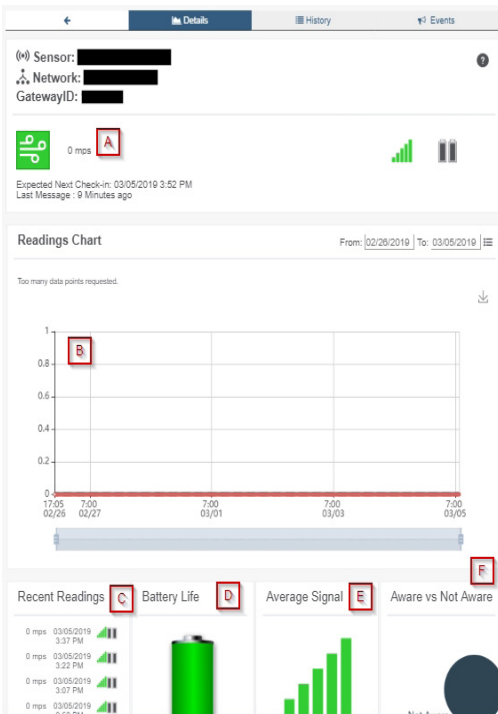 Details
History
Events
Sensor:
Network:
GatewayID:
0 mps A
Expected Next Check-in: 03/05/2019 3:52 PM
Last Message : 9 Minutes ago
Readings Chart
From: 02/26/2019 To: 03/05/2019
Too many data points requested.
B
1
0.8
0.6
0.4
0.2
0
17:05 7:00 7:00 7:00 7:00
02/26 02/27 03/01 03/03 03/05
F
Recent Readings C Battery Life D Average Signal E Aware vs Not Aware
0 mps 03/05/2019
3:37 PM
0 mps 03/05/2019
3:22 PM
0 mps 03/05/2019
3:07 PM
0 mps 03/05/2019